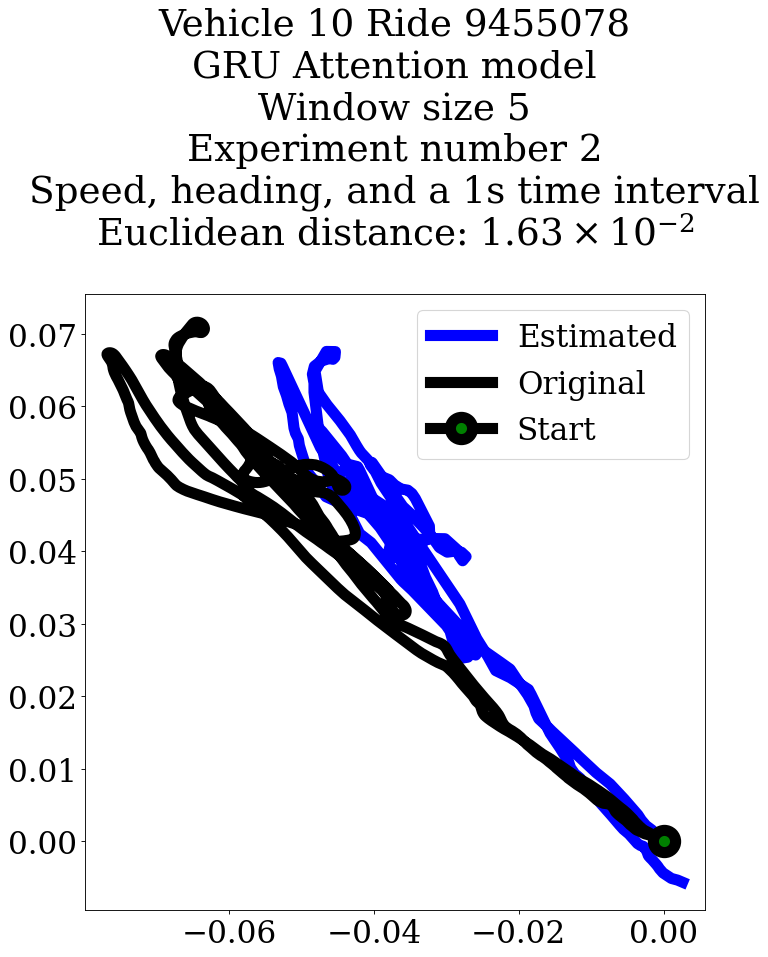 Vehicle 10 Ride 9455078
GRU Attention model
Window size 5
Experiment number 2
Speed, heading, and a 1s time interval
Euclidean distance: 1.63 × 10⁻²
Estimated
Original
Start
0.07
0.06
0.05
0.04
0.03
0.02
0.01
0.00
−0.06
−0.04
−0.02
0.00